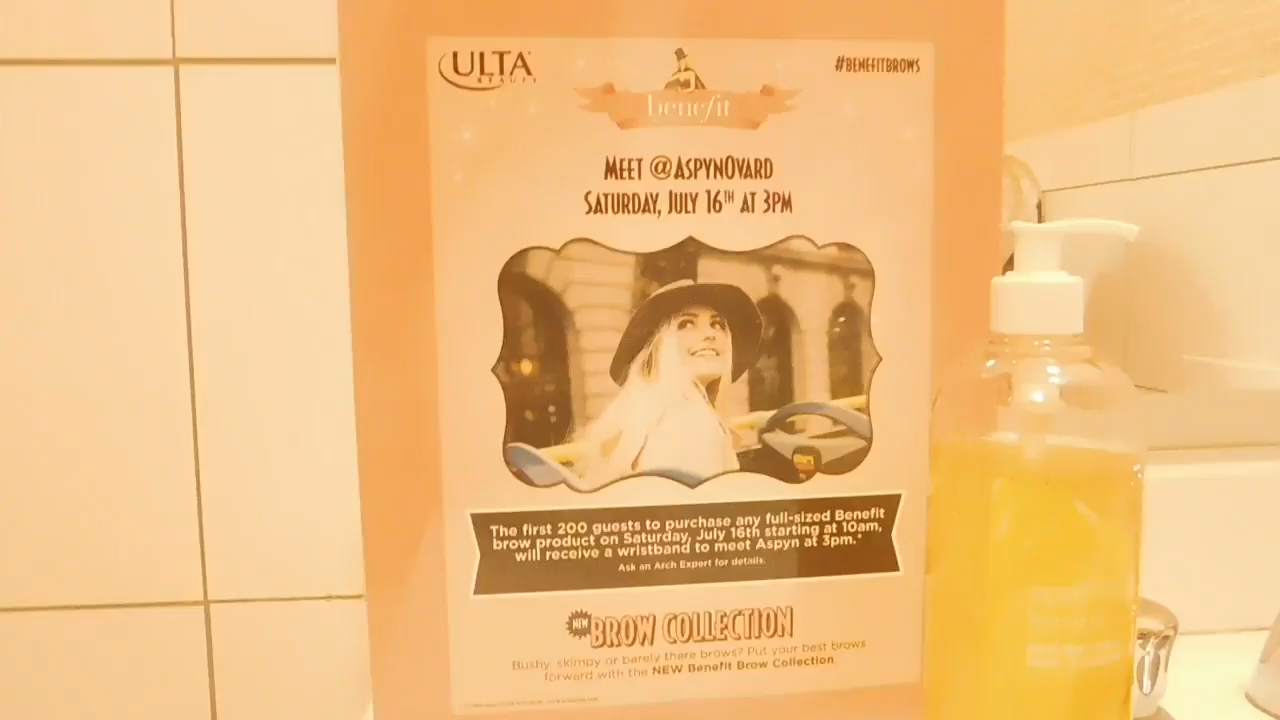 ULTA
BEAUTY
#BENEFITBROWS
benefit
MEET @ASPYNOVARD
SATURDAY, JULY 16TH AT 3PM
The first 200 guests to purchase any full-sized Benefit
brow product on Saturday, July 16th starting at 10am,
will receive a wristband to meet Aspyn at 3pm.*
Ask an Arch Expert for details.
NEW
BROW COLLECTION
Bushy, skimpy or barely there brows? Put your best brows
forward with the NEW Benefit Brow Collection.